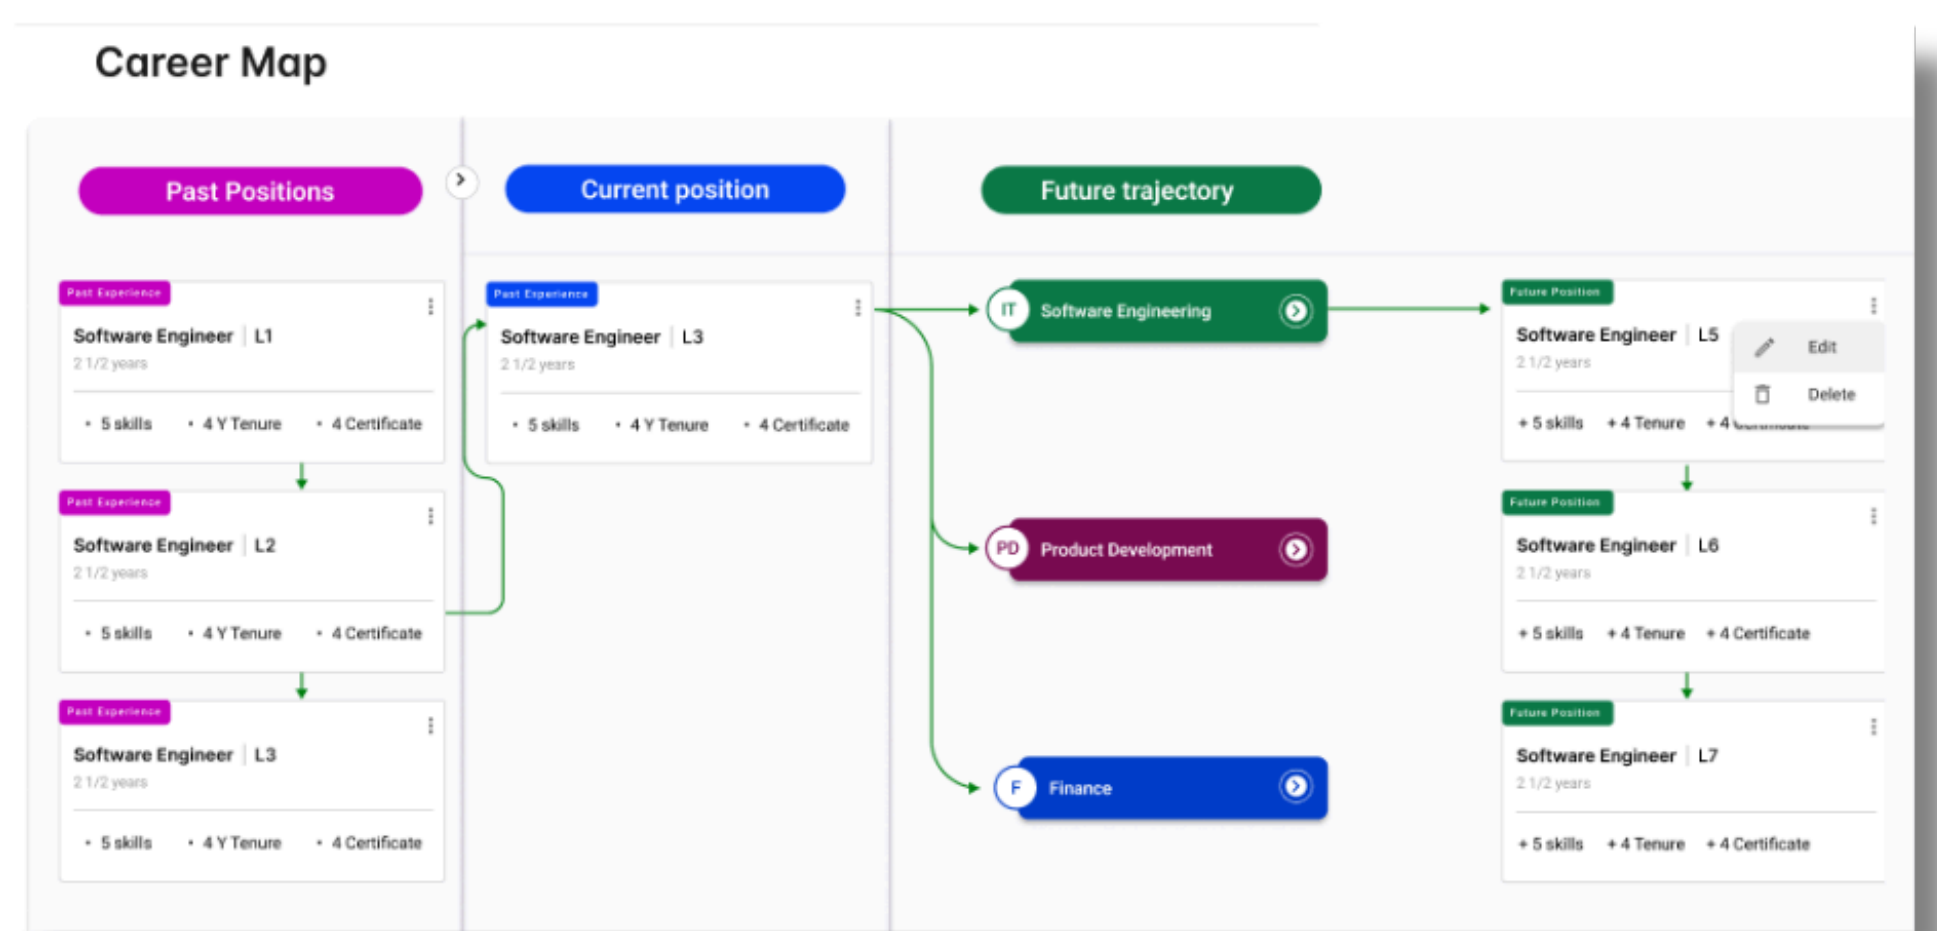 Career Map
Past Positions
Current position
Future trajectory
Past Experience
Software Engineer | L1
2 1/2 years
• 5 skills • 4 Y Tenure • 4 Certificate
Past Experience
Software Engineer | L2
2 1/2 years
• 5 skills • 4 Y Tenure • 4 Certificate
Past Experience
Software Engineer | L3
2 1/2 years
• 5 skills • 4 Y Tenure • 4 Certificate
Past Experience
Software Engineer | L3
2 1/2 years
• 5 skills • 4 Y Tenure • 4 Certificate
IT Software Engineering
PD Product Development
F Finance
Future Position
Software Engineer | L5
2 1/2 years
Edit
Delete
+ 5 skills + 4 Tenure + 4
Future Position
Software Engineer | L6
2 1/2 years
+ 5 skills + 4 Tenure + 4 Certificate
Future Position
Software Engineer | L7
2 1/2 years
+ 5 skills + 4 Tenure + 4 Certificate